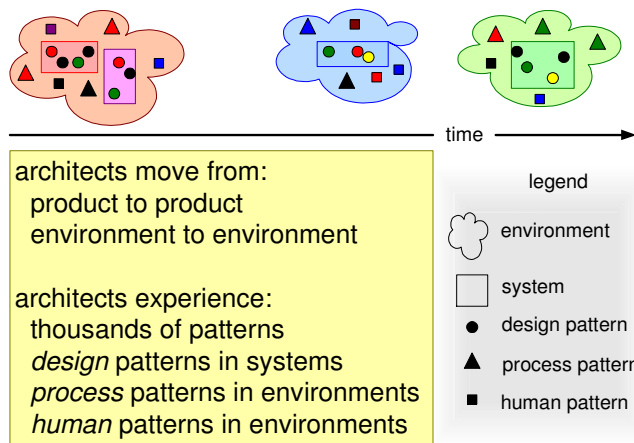 time
architects move from:
product to product
environment to environment
architects experience:
thousands of patterns
design patterns in systems
process patterns in environments
human patterns in environments
legend
environment
system
design pattern
process pattern
human pattern